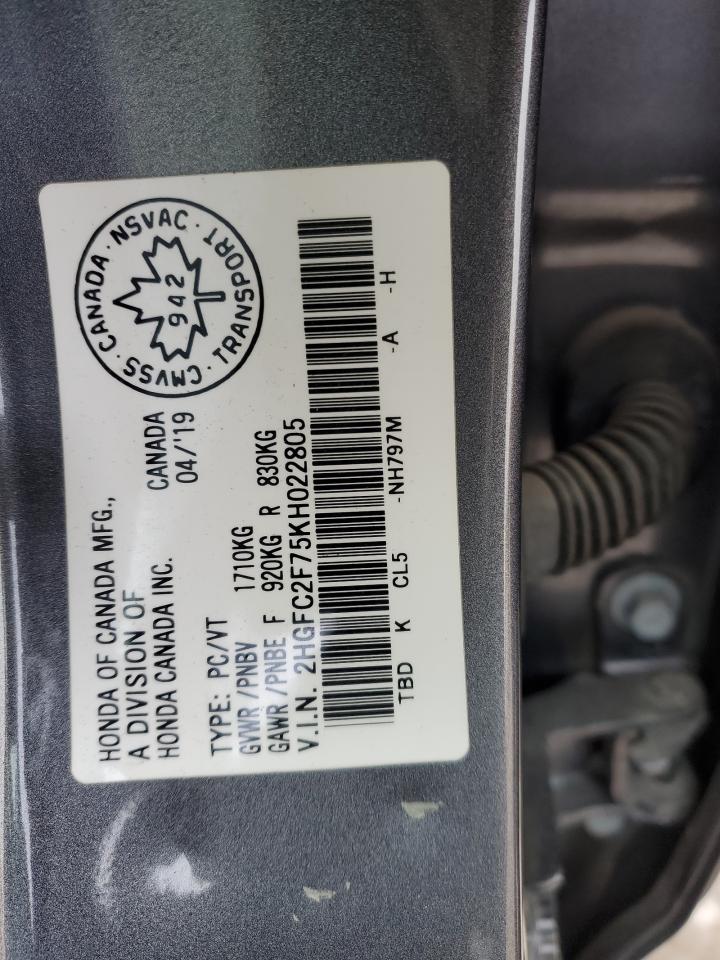 HONDA OF CANADA MFG.,
A DIVISION OF
HONDA CANADA INC.
CANADA
04/'19
CMVSS · CANADA · NSVAC · TRANSPORT
942
TYPE: PC/VT
GVWR/PNBV 1710KG
GAWR/PNBE F 920KG R 830KG
V.I.N. 2HGFC2F75KH022805
TBD K CL5 -NH797M -A -H